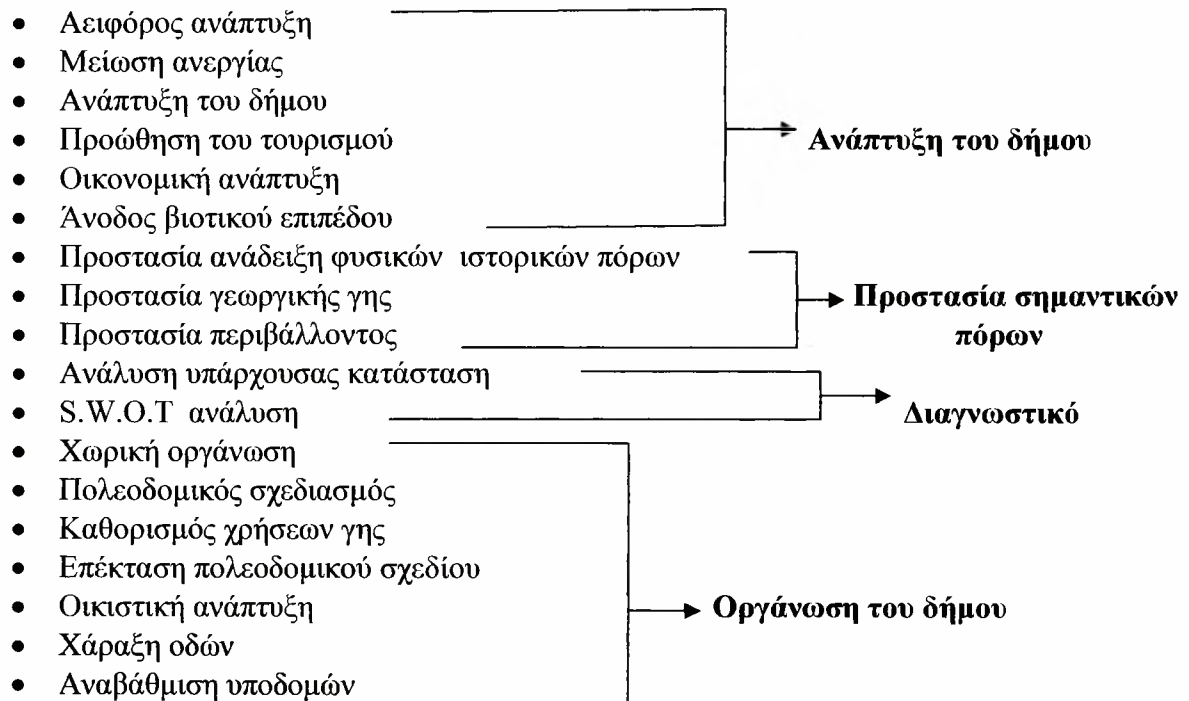 • Αειφόρος ανάπτυξη
• Μείωση ανεργίας
• Ανάπτυξη του δήμου
• Προώθηση του τουρισμού
Ανάπτυξη του δήμου
• Οικονομική ανάπτυξη
• Άνοδος βιοτικού επιπέδου
• Προστασία ανάδειξη φυσικών ιστορικών πόρων
• Προστασία γεωργικής γης
Προστασία σημαντικών
πόρων
• Προστασία περιβάλλοντος
• Ανάλυση υπάρχουσας κατάσταση
• S.W.O.T ανάλυση
Διαγνωστικό
• Χωρική οργάνωση
• Πολεοδομικός σχεδιασμός
• Καθορισμός χρήσεων γης
• Επέκταση πολεοδομικού σχεδίου
• Οικιστική ανάπτυξη
Οργάνωση του δήμου
• Χάραξη οδών
• Αναβάθμιση υποδομών